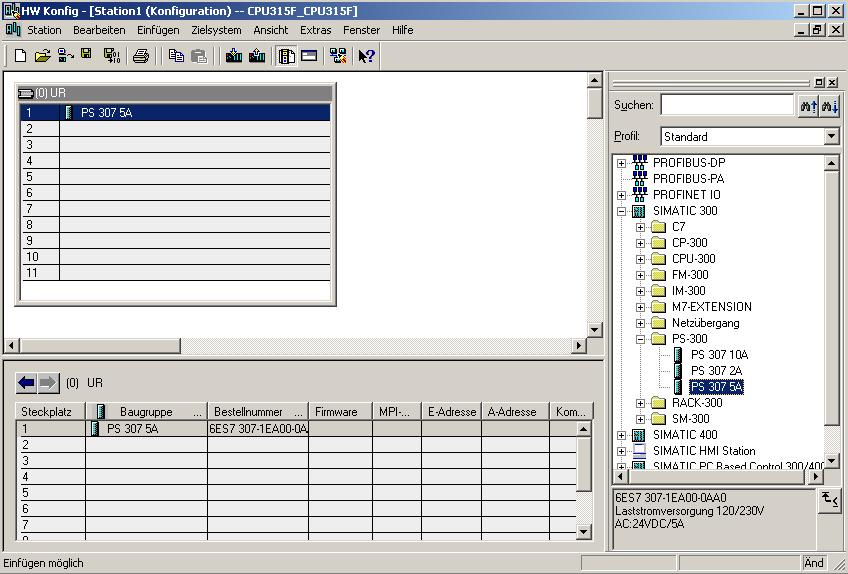 HW Konfig - [Station1 (Konfiguration) -- CPU315F_CPU315F]
Station Bearbeiten Einfügen Zielsystem Ansicht Extras Fenster Hilfe
(0) UR
1 PS 307 5A
2
3
4
5
6
7
8
9
10
11
Suchen:
Profil: Standard
PROFIBUS-DP
PROFIBUS-PA
PROFINET IO
SIMATIC 300
C7
CP-300
CPU-300
FM-300
IM-300
M7-EXTENSION
Netzübergang
PS-300
PS 307 10A
PS 307 2A
PS 307 5A
RACK-300
SM-300
SIMATIC 400
SIMATIC HMI Station
SIMATIC PC Based Control 300/400
6ES7 307-1EA00-0AA0
Laststromversorgung 120/230V
AC:24VDC/5A
(0) UR
Steckplatz Baugruppe ... Bestellnummer ... Firmware MPI-... E-Adresse A-Adresse Kom...
1 PS 307 5A 6ES7 307-1EA00-0A
2
3
4
5
6
7
8
Einfügen möglich
Änd